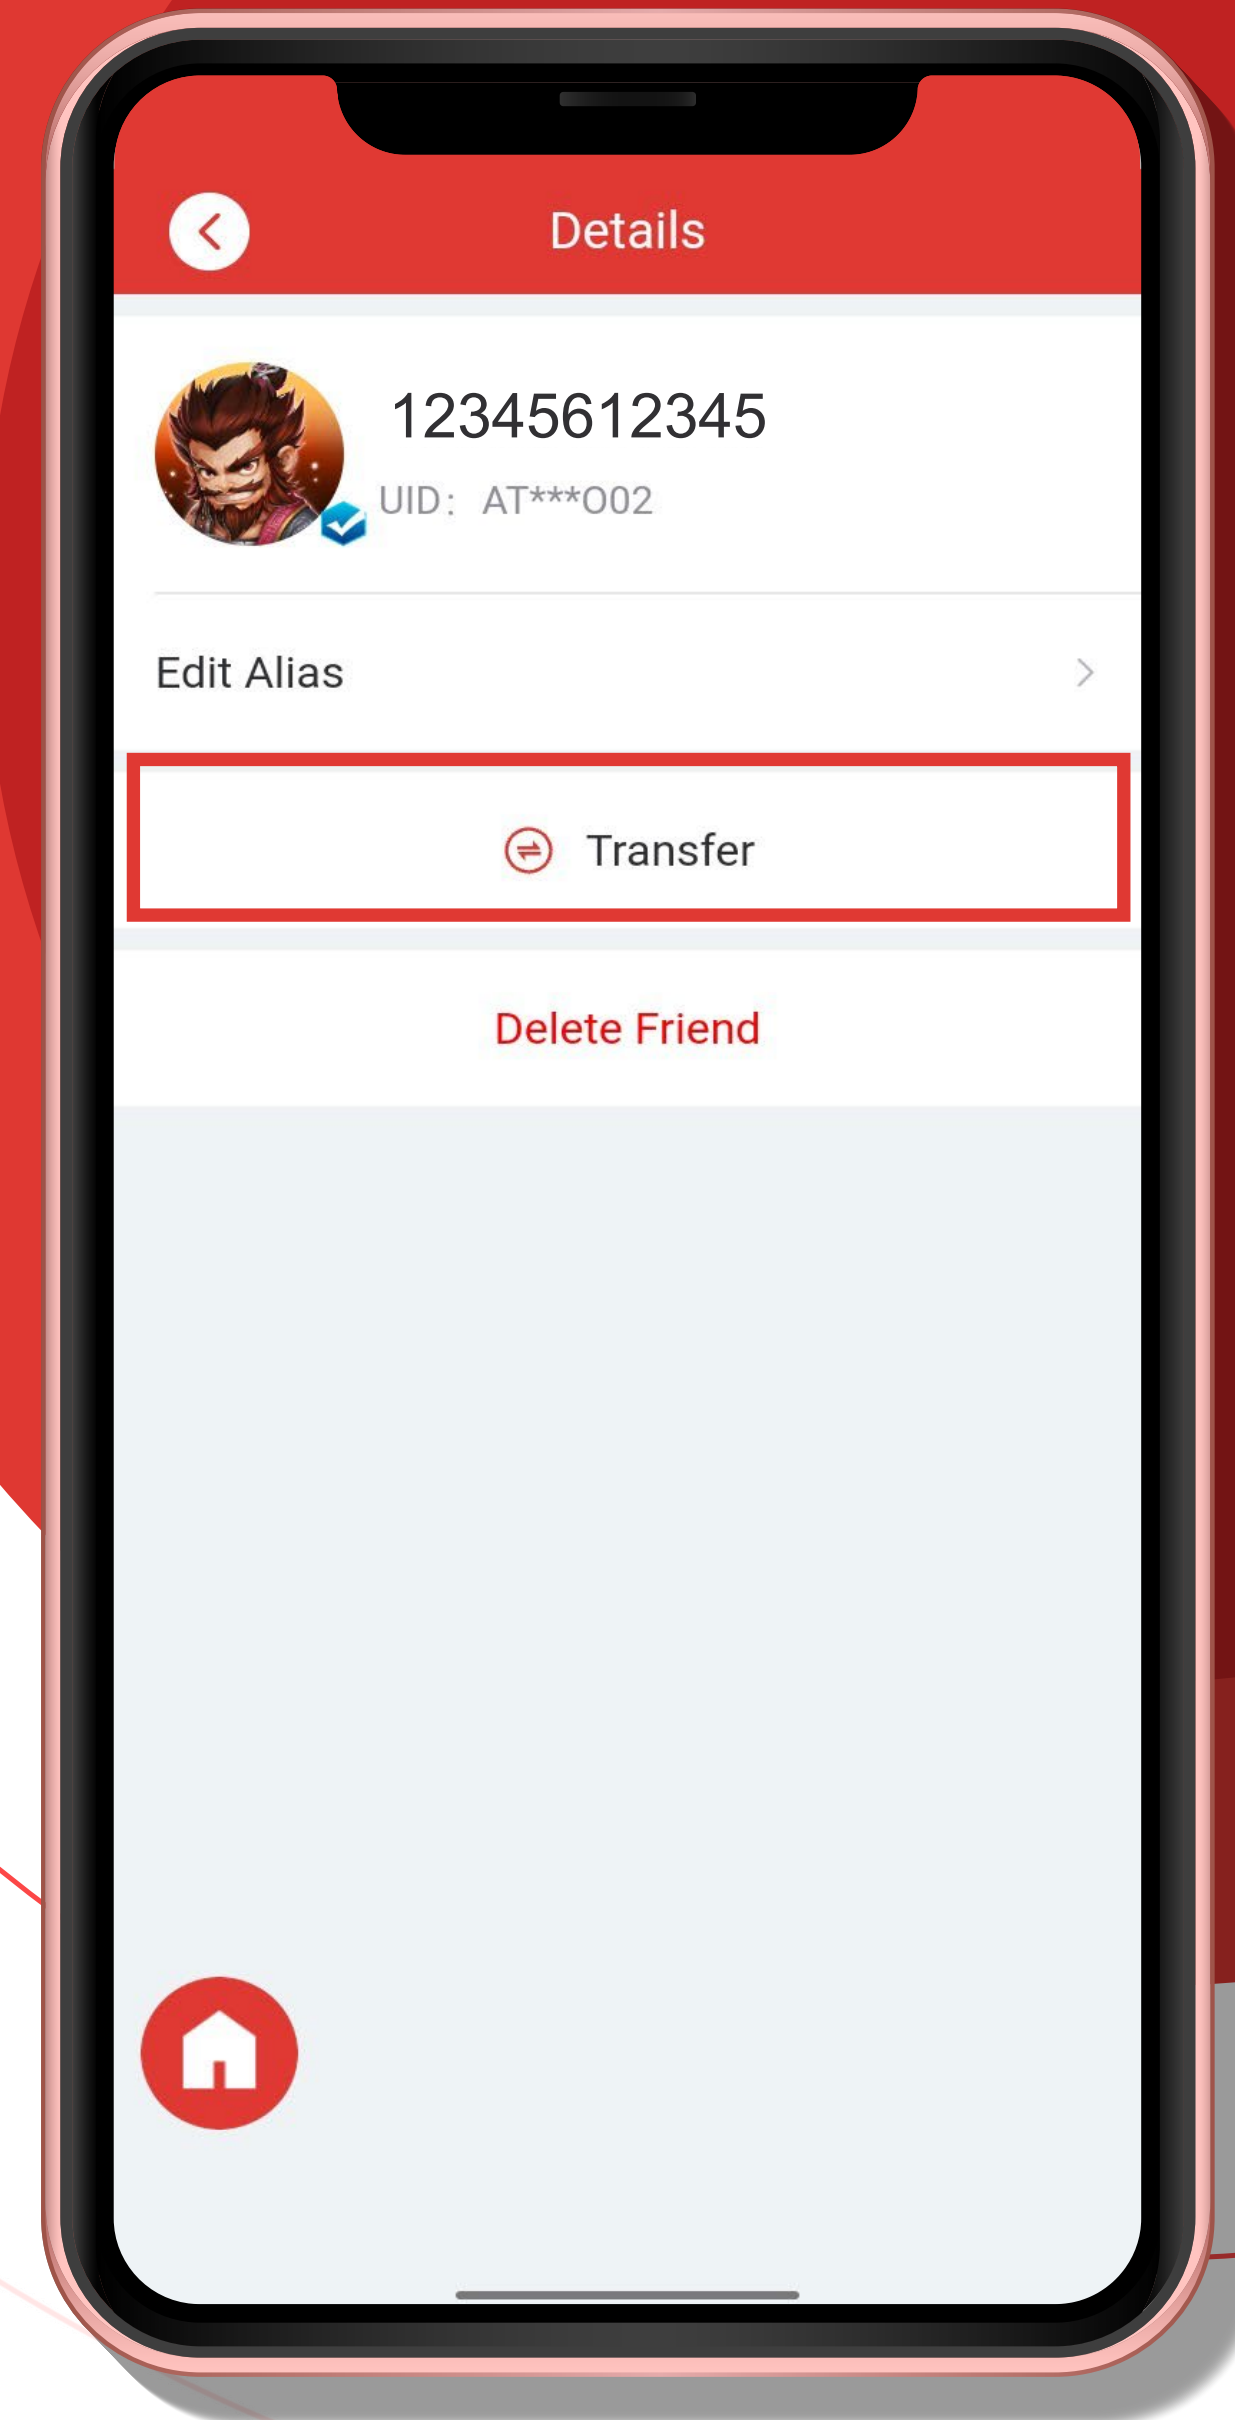 Details
12345612345
UID: AT***O02
Edit Alias
Transfer
Delete Friend